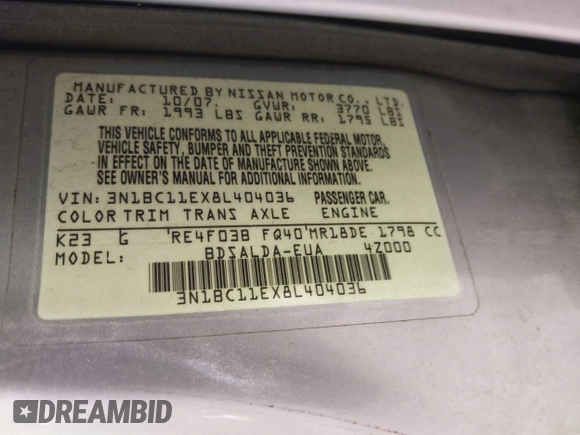 MANUFACTURED BY NISSAN MOTOR CO., LTD.
DATE: 10/07. GVWR: 3770 LBS
GAWR FR: 1993 LBS GAWR RR: 1795 LBS
THIS VEHICLE CONFORMS TO ALL APPLICABLE FEDERAL MOTOR
VEHICLE SAFETY, BUMPER AND THEFT PREVENTION STANDARDS
IN EFFECT ON THE DATE OF MANUFACTURE SHOWN ABOVE.
SEE OWNER'S MANUAL FOR ADDITIONAL INFORMATION.
VIN: 3N1BC11EX8L404036 PASSENGER CAR.
COLOR TRIM TRANS AXLE ENGINE
K23 G 'RE4F03B FQ40'MR18DE 1798 CC
MODEL: BDSALDA-EUA 4Z000
3N1BC11EX8L404036
DREAMBID